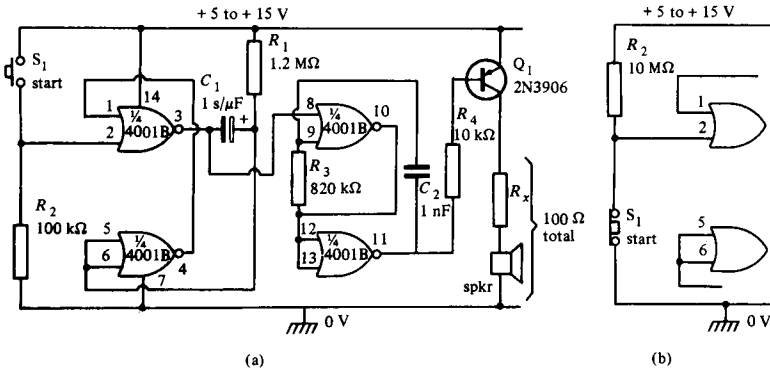 + 5 to + 15 V
S1
start
R2
100 kΩ
1
2
14
3
¼
4001B
C1
1 s/μF
+
R1
1.2 MΩ
5
6
¼
4001B
4
7
8
9
10
¼
4001B
R3
820 kΩ
12
13
11
¼
4001B
C2
1 nF
R4
10 kΩ
Q1
2N3906
Rx
100 Ω
total
spkr
0 V
(a)
+ 5 to + 15 V
R2
10 MΩ
1
2
S1
start
5
6
0 V
(b)